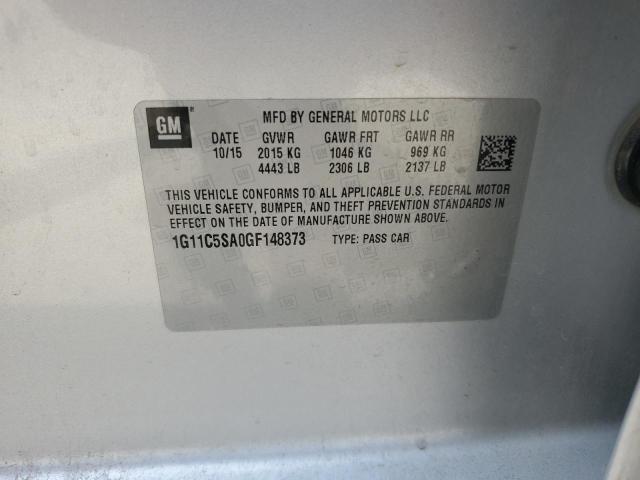 GM
MFD BY GENERAL MOTORS LLC
DATE GVWR GAWR FRT GAWR RR
10/15 2015 KG 1046 KG 969 KG
4443 LB 2306 LB 2137 LB
THIS VEHICLE CONFORMS TO ALL APPLICABLE U.S. FEDERAL MOTOR
VEHICLE SAFETY, BUMPER, AND THEFT PREVENTION STANDARDS IN
EFFECT ON THE DATE OF MANUFACTURE SHOWN ABOVE.
1G11C5SA0GF148373 TYPE: PASS CAR